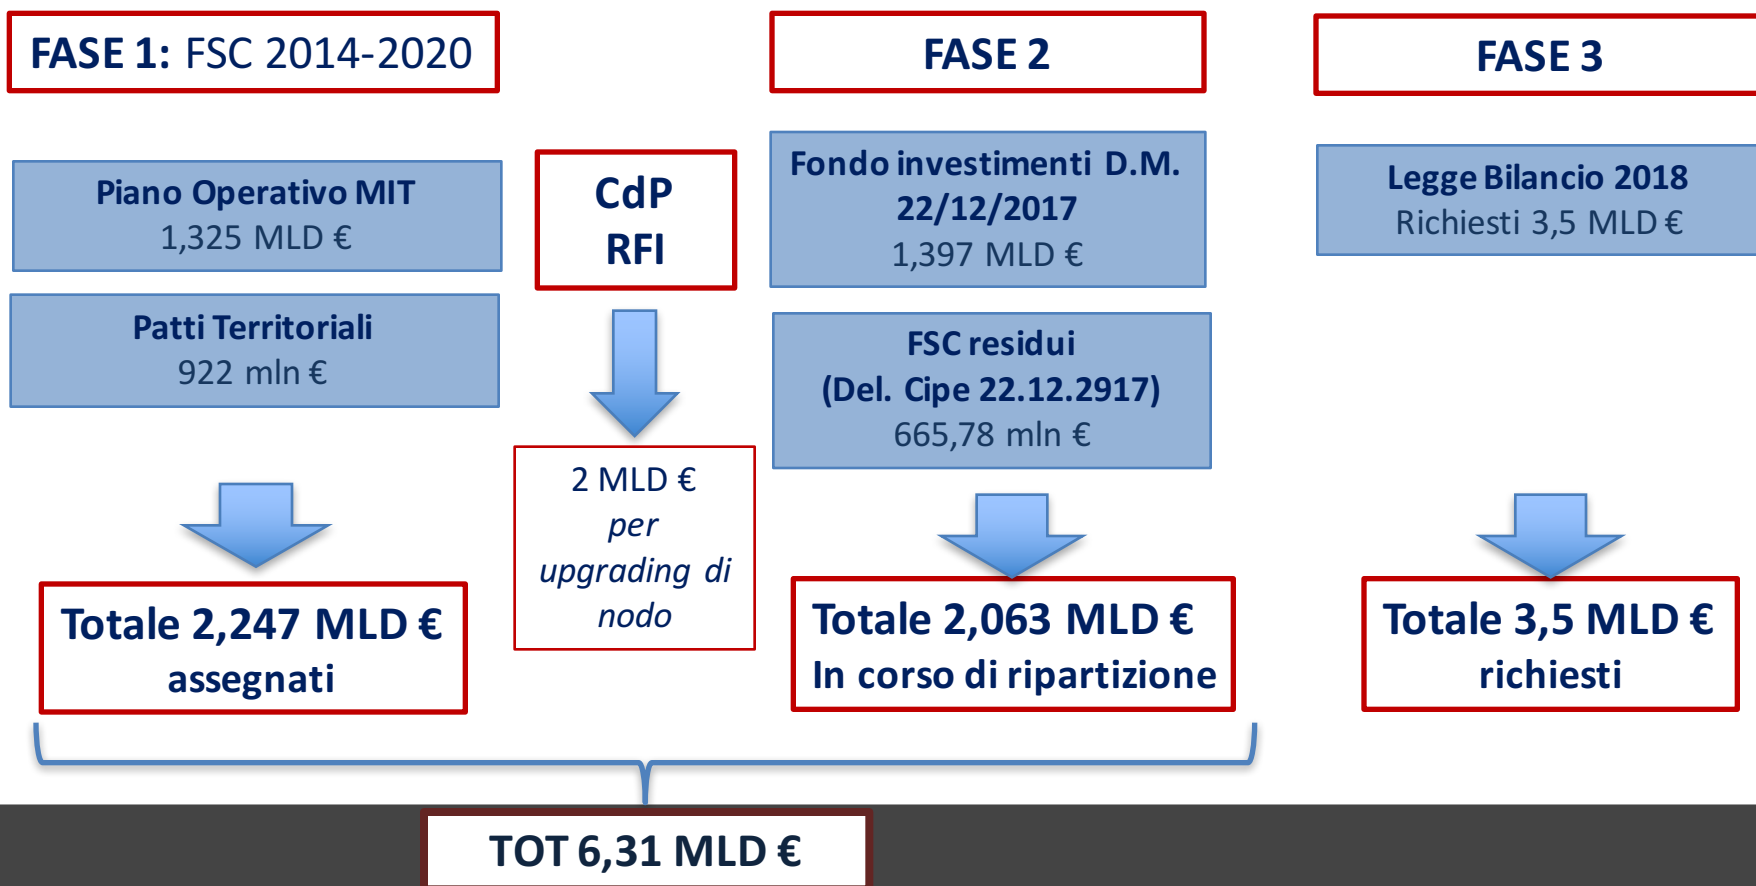 FASE 1: FSC 2014-2020
Piano Operativo MIT
1,325 MLD €
Patti Territoriali
922 mln €
Totale 2,247 MLD €
assegnati
CdP
RFI
2 MLD €
per
upgrading di
nodo
FASE 2
Fondo investimenti D.M.
22/12/2017
1,397 MLD €
FSC residui
(Del. Cipe 22.12.2917)
665,78 mln €
Totale 2,063 MLD €
In corso di ripartizione
FASE 3
Legge Bilancio 2018
Richiesti 3,5 MLD €
Totale 3,5 MLD €
richiesti
TOT 6,31 MLD €